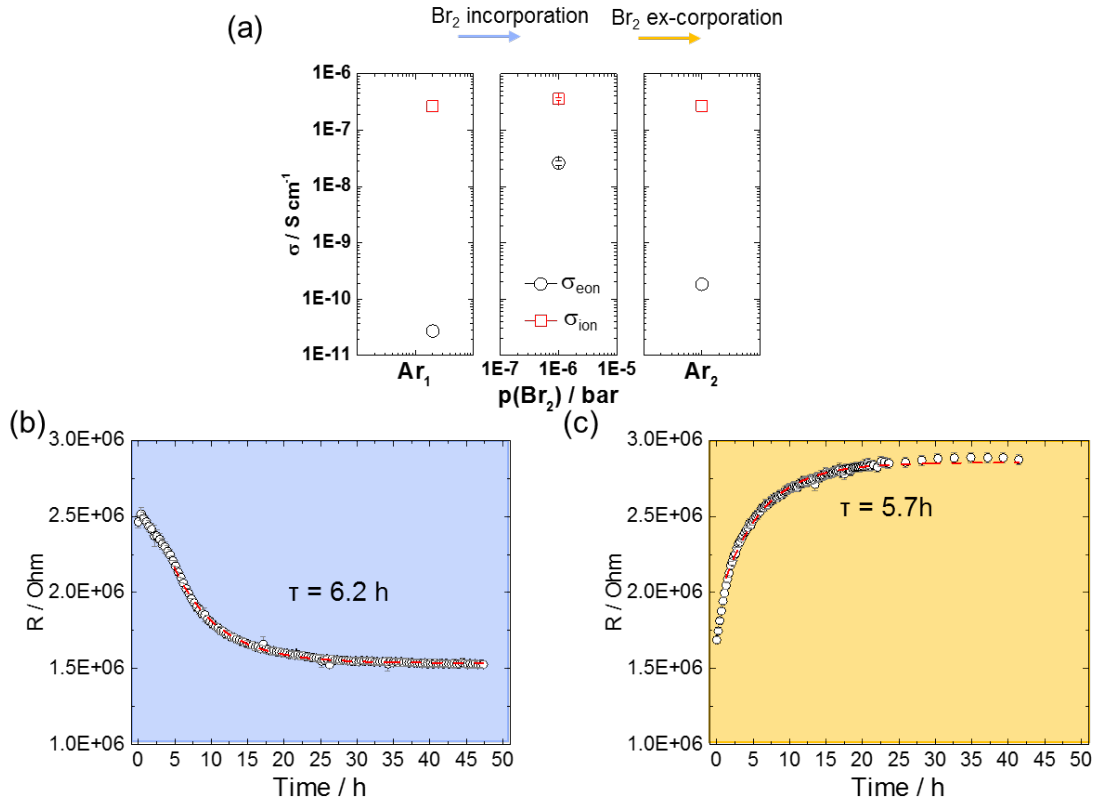 (a)
Br₂ incorporation
Br₂ ex-corporation
σ / S cm⁻¹
1E-6
1E-7
1E-8
1E-9
1E-10
1E-11
σₑₒₙ
σᵢₒₙ
Ar₁
1E-7 1E-6 1E-5
Ar₂
p(Br₂) / bar
(b)
R / Ohm
3.0E+06
2.5E+06
2.0E+06
1.5E+06
1.0E+06
τ = 6.2 h
0 5 10 15 20 25 30 35 40 45 50
Time / h
(c)
R / Ohm
3.0E+06
2.5E+06
2.0E+06
1.5E+06
1.0E+06
τ = 5.7h
0 5 10 15 20 25 30 35 40 45 50
Time / h